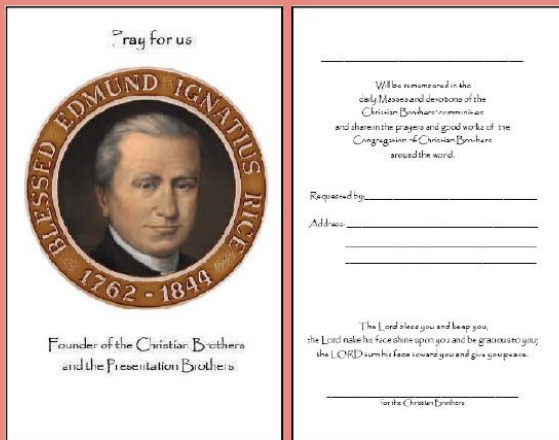 Pray for us
BLESSED EDMUND IGNATIUS RICE
1762 - 1844
Founder of the Christian Brothers
and the Presentation Brothers
Will be remembered in the
daily Masses and devotions of the
Christian Brothers' communities
and share in the prayers and good works of the
Congregation of Christian Brothers
around the world.
Requested by:
Address:
The Lord bless you and keep you,
the Lord make his face shine upon you and be gracious to you;
the LORD turn his face toward you and give you peace.
for the Christian Brothers